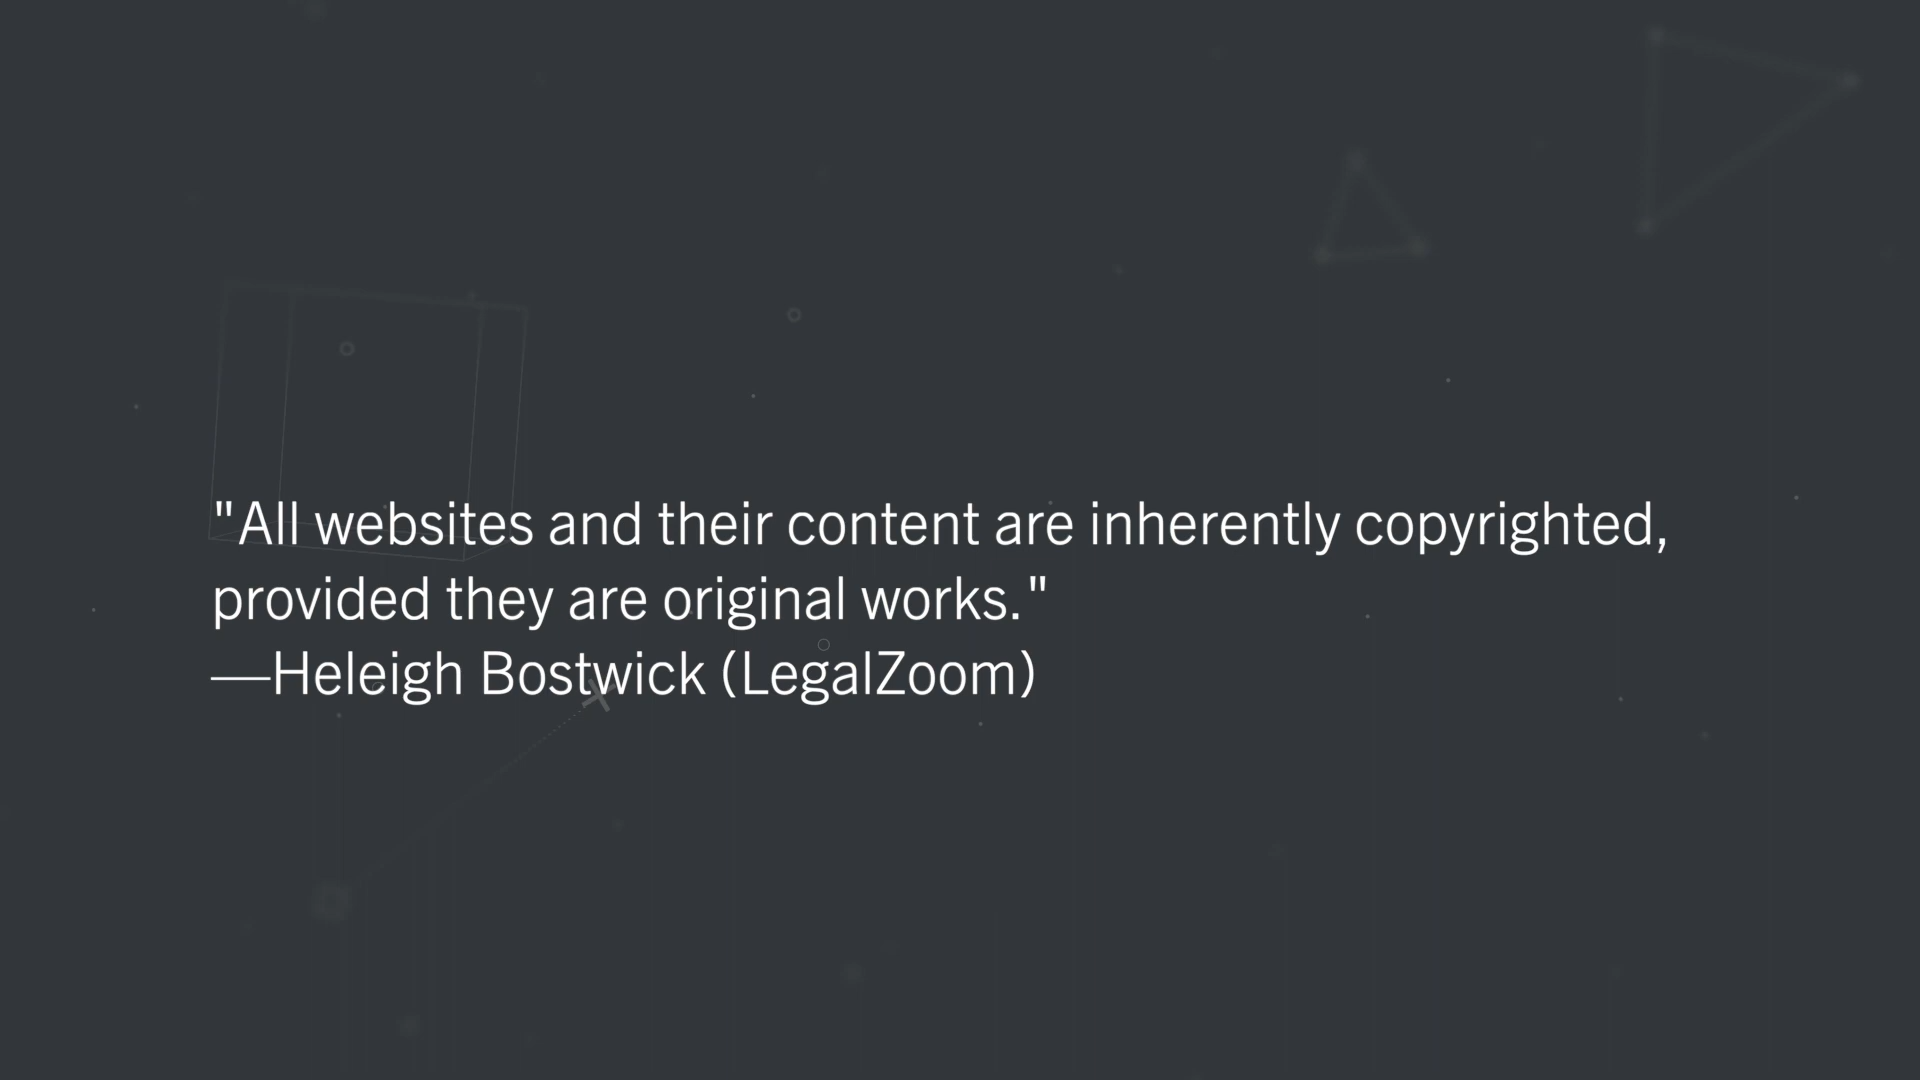 "All websites and their content are inherently copyrighted,
provided they are original works."
—Heleigh Bostwick (LegalZoom)